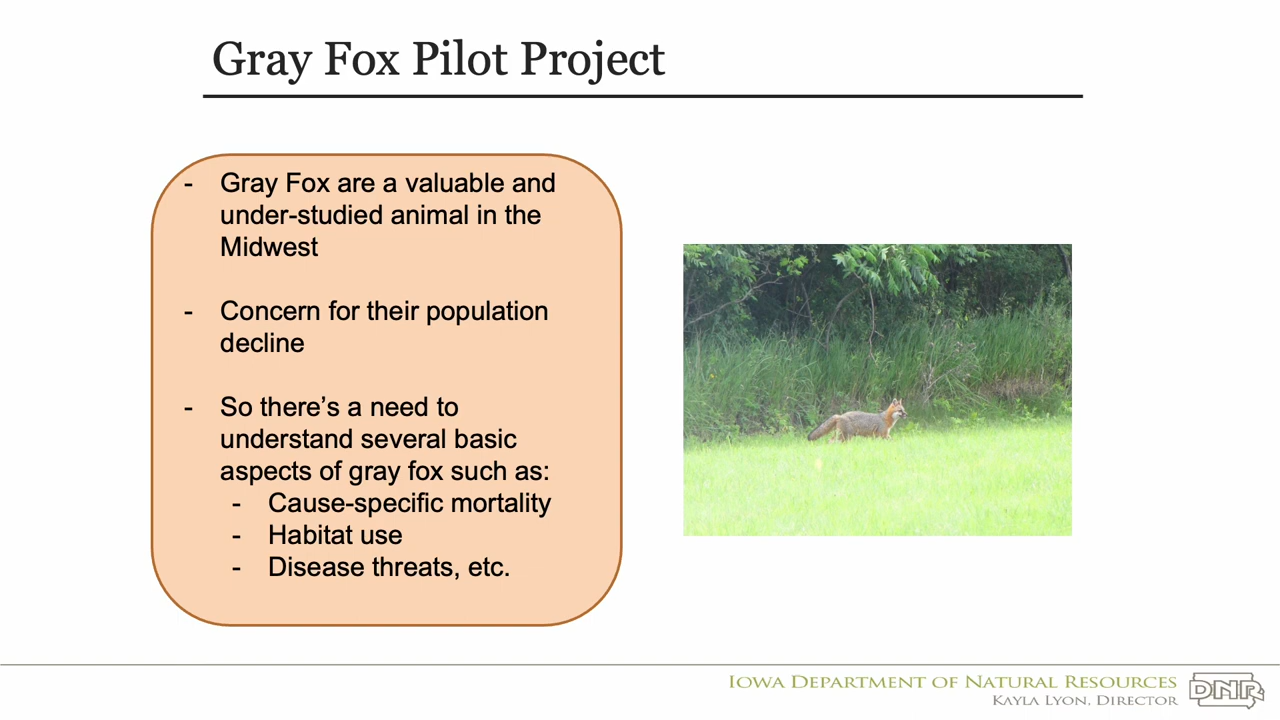 Gray Fox Pilot Project
- Gray Fox are a valuable and
under-studied animal in the
Midwest
- Concern for their population
decline
- So there’s a need to
understand several basic
aspects of gray fox such as:
- Cause-specific mortality
- Habitat use
- Disease threats, etc.
Iowa Department of Natural Resources
Kayla Lyon, Director
DNR